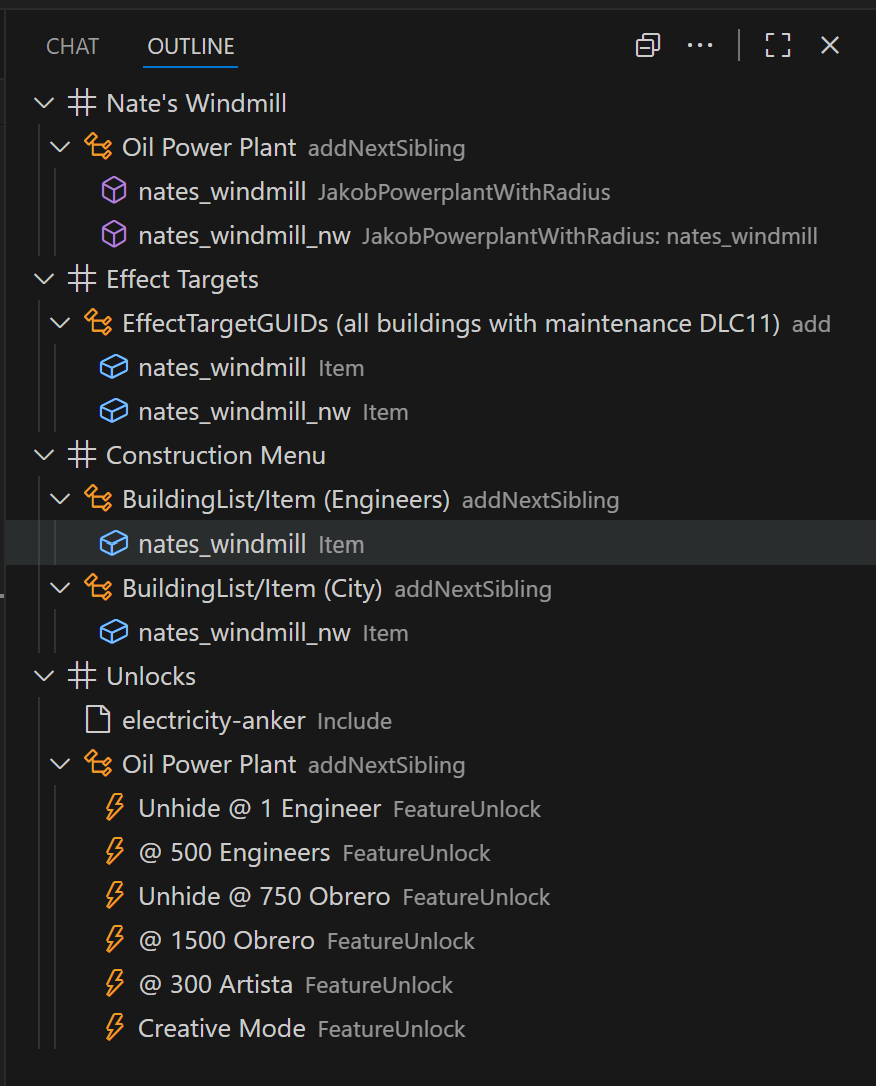 CHAT OUTLINE
Nate's Windmill
Oil Power Plant addNextSibling
nates_windmill JakobPowerplantWithRadius
nates_windmill_nw JakobPowerplantWithRadius: nates_windmill
Effect Targets
EffectTargetGUIDs (all buildings with maintenance DLC11) add
nates_windmill Item
nates_windmill_nw Item
Construction Menu
BuildingList/Item (Engineers) addNextSibling
nates_windmill Item
BuildingList/Item (City) addNextSibling
nates_windmill_nw Item
Unlocks
electricity-anker Include
Oil Power Plant addNextSibling
Unhide @ 1 Engineer FeatureUnlock
@ 500 Engineers FeatureUnlock
Unhide @ 750 Obrero FeatureUnlock
@ 1500 Obrero FeatureUnlock
@ 300 Artista FeatureUnlock
Creative Mode FeatureUnlock